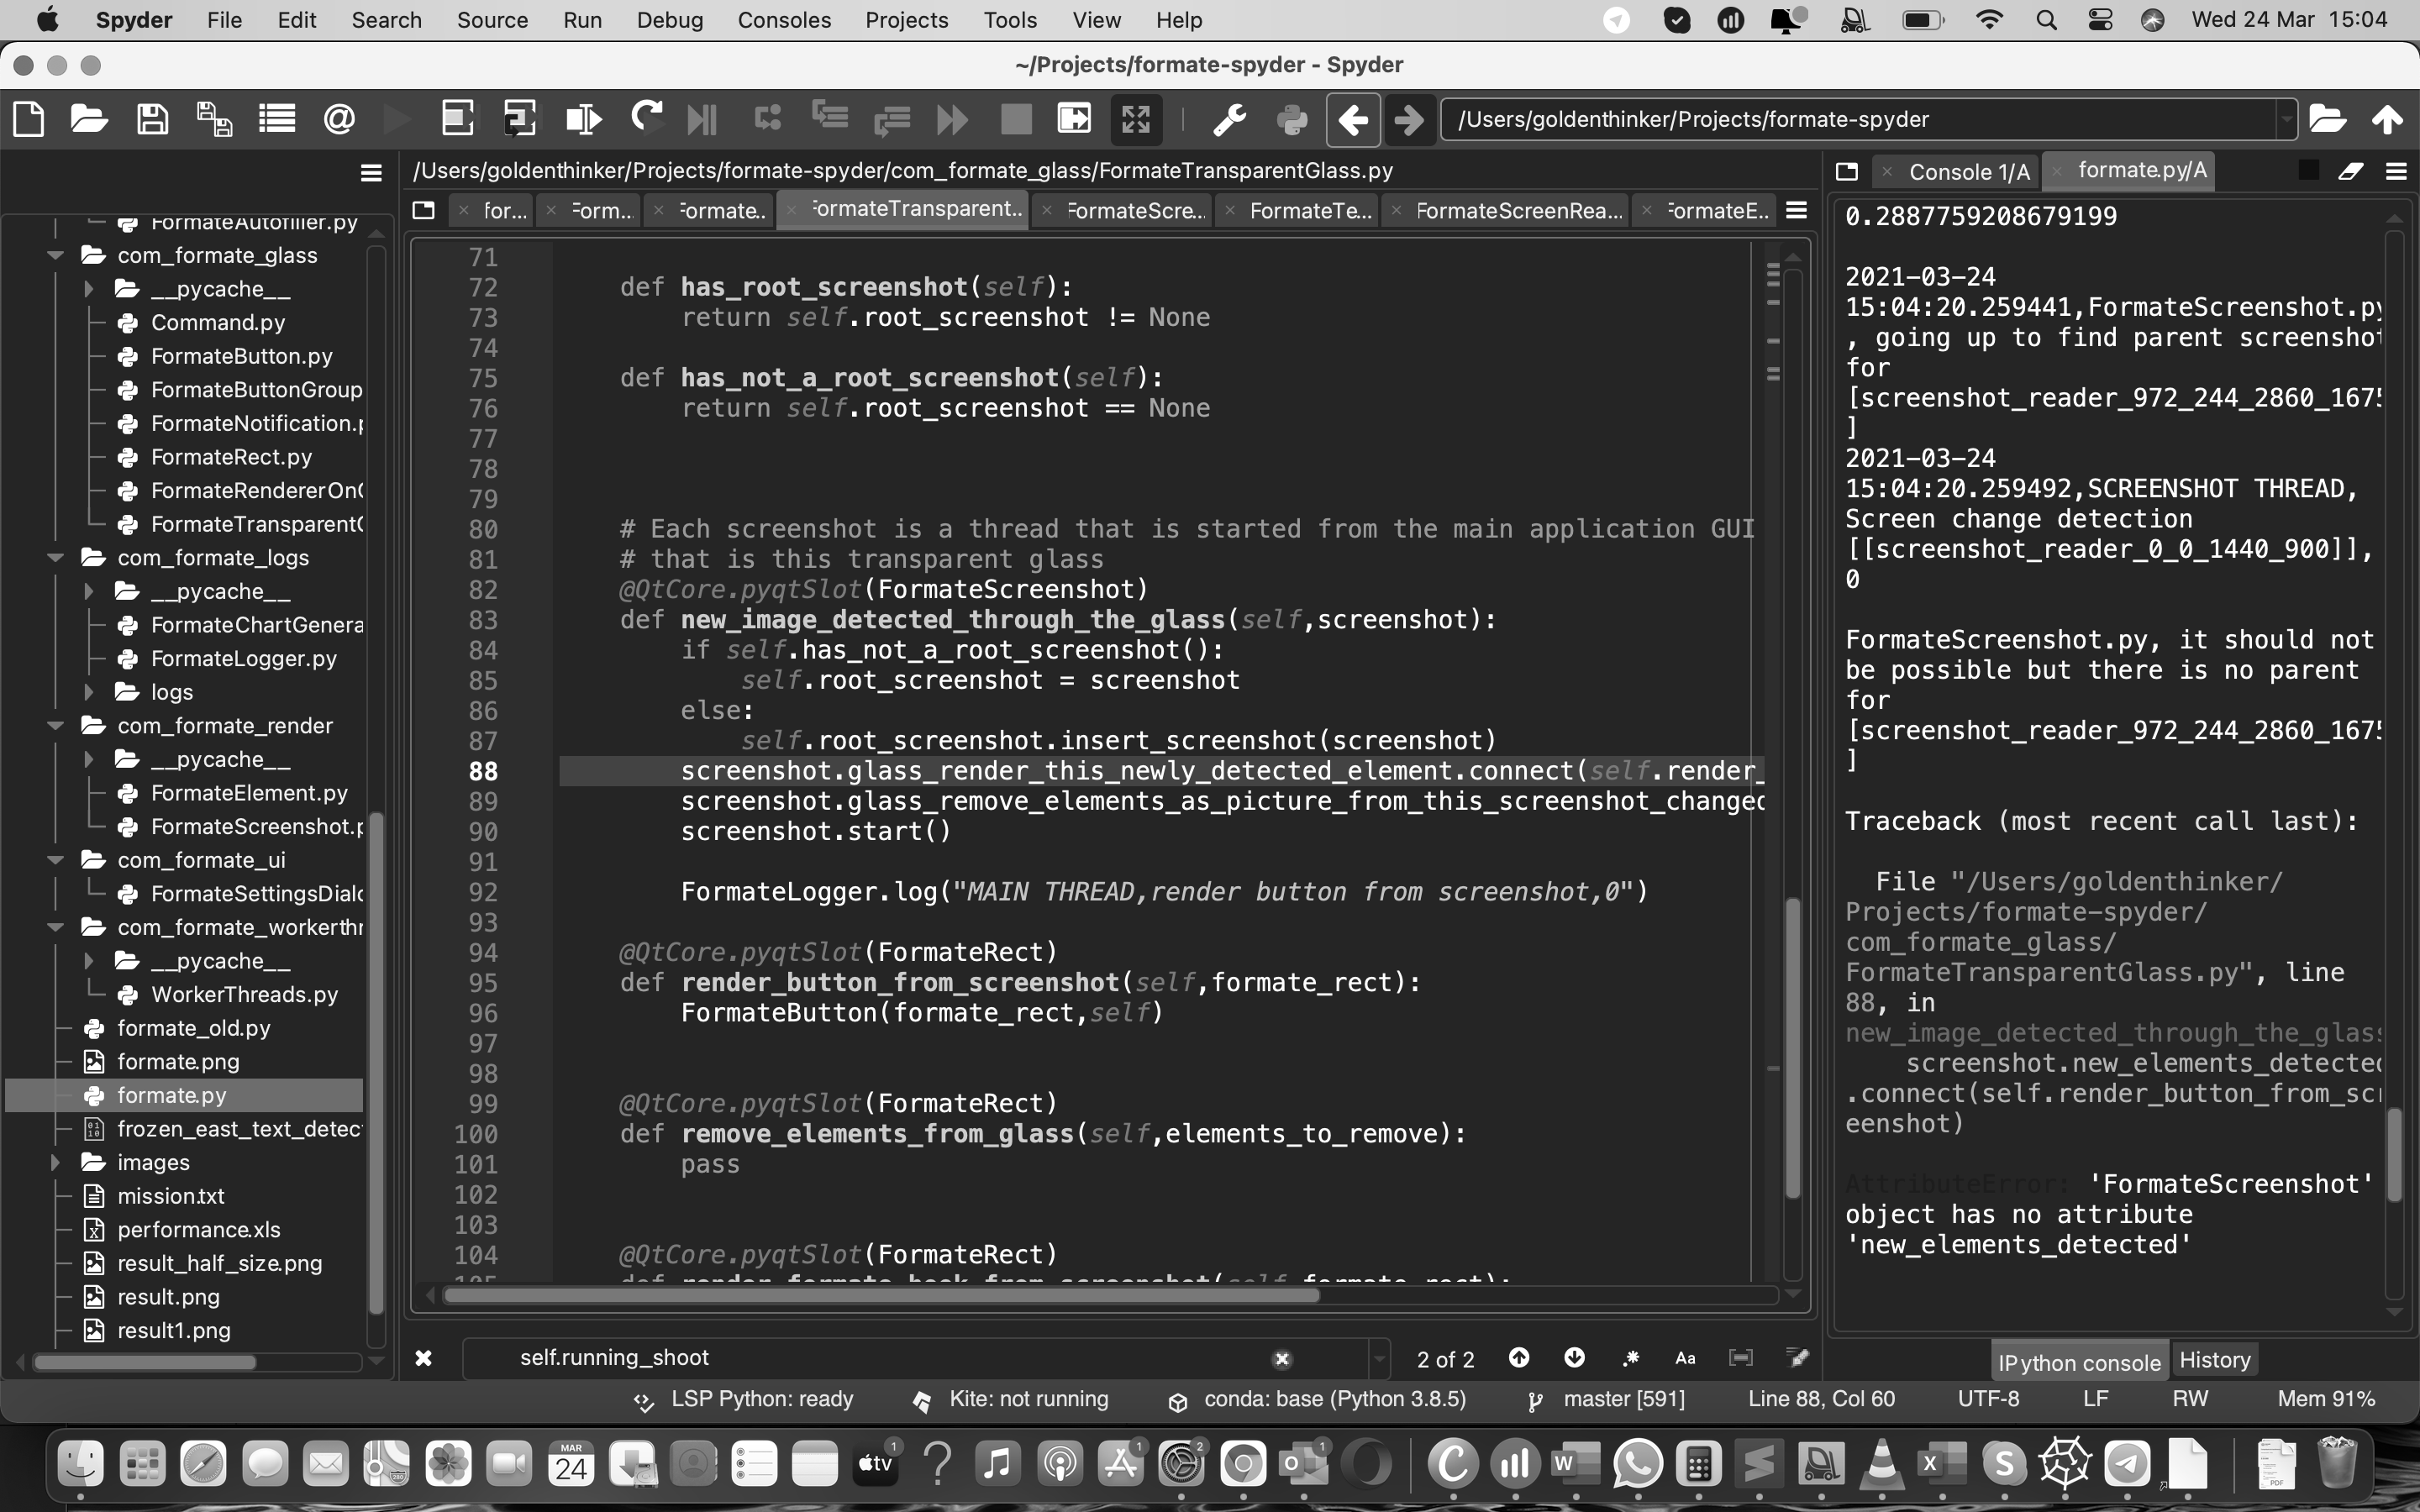 Spyder File Edit Search Source Run Debug Consoles Projects Tools View Help Wed 24 Mar 15:04
~/Projects/formate-spyder - Spyder
/Users/goldenthinker/Projects/formate-spyder
/Users/goldenthinker/Projects/formate-spyder/com_formate_glass/FormateTransparentGlass.py
for... Form... Formate.. FormateTransparent.. FormateScre... FormateTe... FormateScreenRea... FormateE..
Console 1/A formate.py/A
FormateAutofiller.py
com_formate_glass
__pycache__
Command.py
FormateButton.py
FormateButtonGroup
FormateNotification.p
FormateRect.py
FormateRendererOn
FormateTransparent
com_formate_logs
__pycache__
FormateChartGenera
FormateLogger.py
logs
com_formate_render
__pycache__
FormateElement.py
FormateScreenshot.p
com_formate_ui
FormateSettingsDial
com_formate_workerthr
__pycache__
WorkerThreads.py
formate_old.py
formate.png
formate.py
frozen_east_text_detec
images
mission.txt
performance.xls
result_half_size.png
result.png
result1.png
71
72 def has_root_screenshot(self):
73 return self.root_screenshot != None
74
75 def has_not_a_root_screenshot(self):
76 return self.root_screenshot == None
77
78
79
80 # Each screenshot is a thread that is started from the main application GUI
81 # that is this transparent glass
82 @QtCore.pyqtSlot(FormateScreenshot)
83 def new_image_detected_through_the_glass(self,screenshot):
84 if self.has_not_a_root_screenshot():
85 self.root_screenshot = screenshot
86 else:
87 self.root_screenshot.insert_screenshot(screenshot)
88 screenshot.glass_render_this_newly_detected_element.connect(self.render_
89 screenshot.glass_remove_elements_as_picture_from_this_screenshot_changed
90 screenshot.start()
91
92 FormateLogger.log("MAIN THREAD,render button from screenshot,0")
93
94 @QtCore.pyqtSlot(FormateRect)
95 def render_button_from_screenshot(self,formate_rect):
96 FormateButton(formate_rect,self)
97
98
99 @QtCore.pyqtSlot(FormateRect)
100 def remove_elements_from_glass(self,elements_to_remove):
101 pass
102
103
104 @QtCore.pyqtSlot(FormateRect)
0.2887759208679199
2021-03-24
15:04:20.259441,FormateScreenshot.py
, going up to find parent screenshot
for
[screenshot_reader_972_244_2860_1675
]
2021-03-24
15:04:20.259492,SCREENSHOT THREAD,
Screen change detection
[[screenshot_reader_0_0_1440_900]],
0
FormateScreenshot.py, it should not
be possible but there is no parent
for
[screenshot_reader_972_244_2860_1675
]
Traceback (most recent call last):
File "/Users/goldenthinker/
Projects/formate-spyder/
com_formate_glass/
FormateTransparentGlass.py", line
88, in
new_image_detected_through_the_glass
screenshot.new_elements_detected
.connect(self.render_button_from_scr
eenshot)
AttributeError: 'FormateScreenshot'
object has no attribute
'new_elements_detected'
self.running_shoot 2 of 2 .* Aa
IPython console History
LSP Python: ready Kite: not running conda: base (Python 3.8.5) master [591] Line 88, Col 60 UTF-8 LF RW Mem 91%
MAR
24
tv
1
1
2
1
PDF